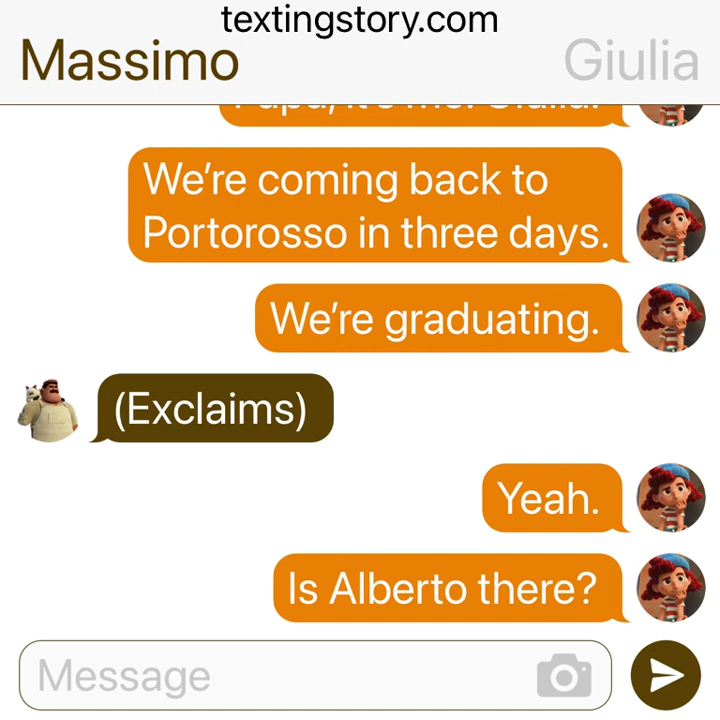 textingstory.com
Massimo
Giulia
We’re coming back to
Portorosso in three days.
We’re graduating.
(Exclaims)
Yeah.
Is Alberto there?
Message